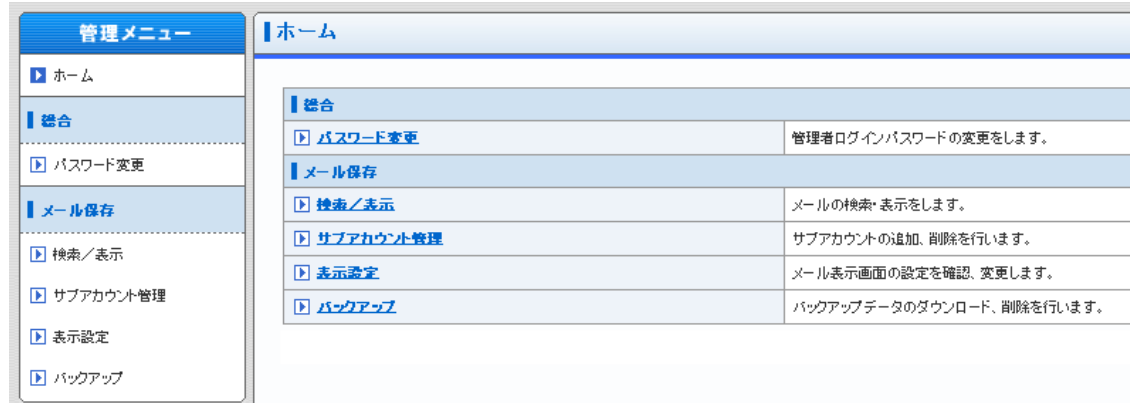 管理メニュー
ホーム
総合
パスワード変更
メール保存
検索／表示
サブアカウント管理
表示設定
バックアップ
ホーム
総合
パスワード変更 管理者ログインパスワードの変更をします。
メール保存
検索／表示 メールの検索・表示をします。
サブアカウント管理 サブアカウントの追加、削除を行います。
表示設定 メール表示画面の設定を確認、変更します。
バックアップ バックアップデータのダウンロード、削除を行います。